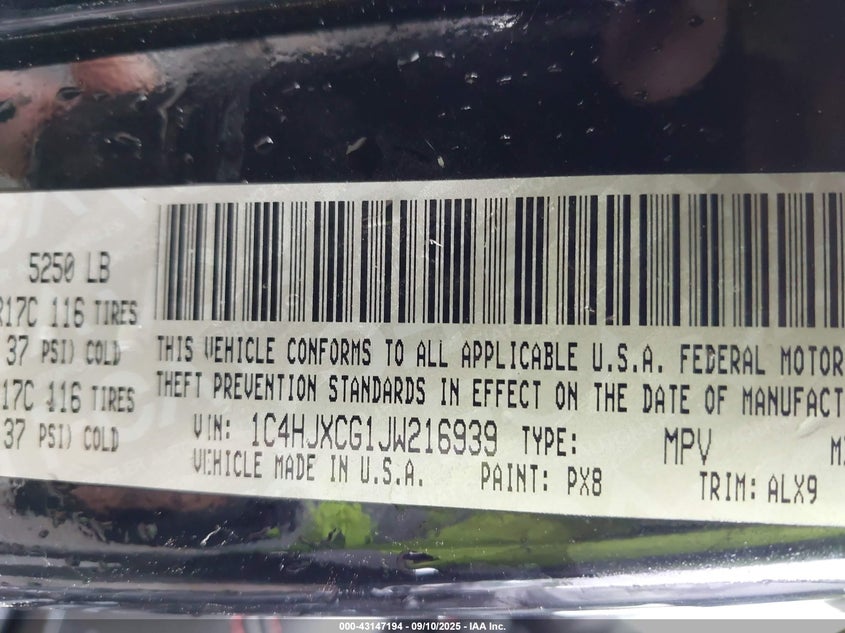 5250 LB
R17C 116 TIRES
37 PSI) COLD
17C 116 TIRES
37 PSI) COLD
THIS VEHICLE CONFORMS TO ALL APPLICABLE U.S.A. FEDERAL MOTOR
THEFT PREVENTION STANDARDS IN EFFECT ON THE DATE OF MANUFACT
VIN: 1C4HJXCG1JW216939 TYPE: MPV
VEHICLE MADE IN U.S.A. PAINT: PX8 TRIM: ALX9
000-43147194 - 09/10/2025 - IAA Inc.